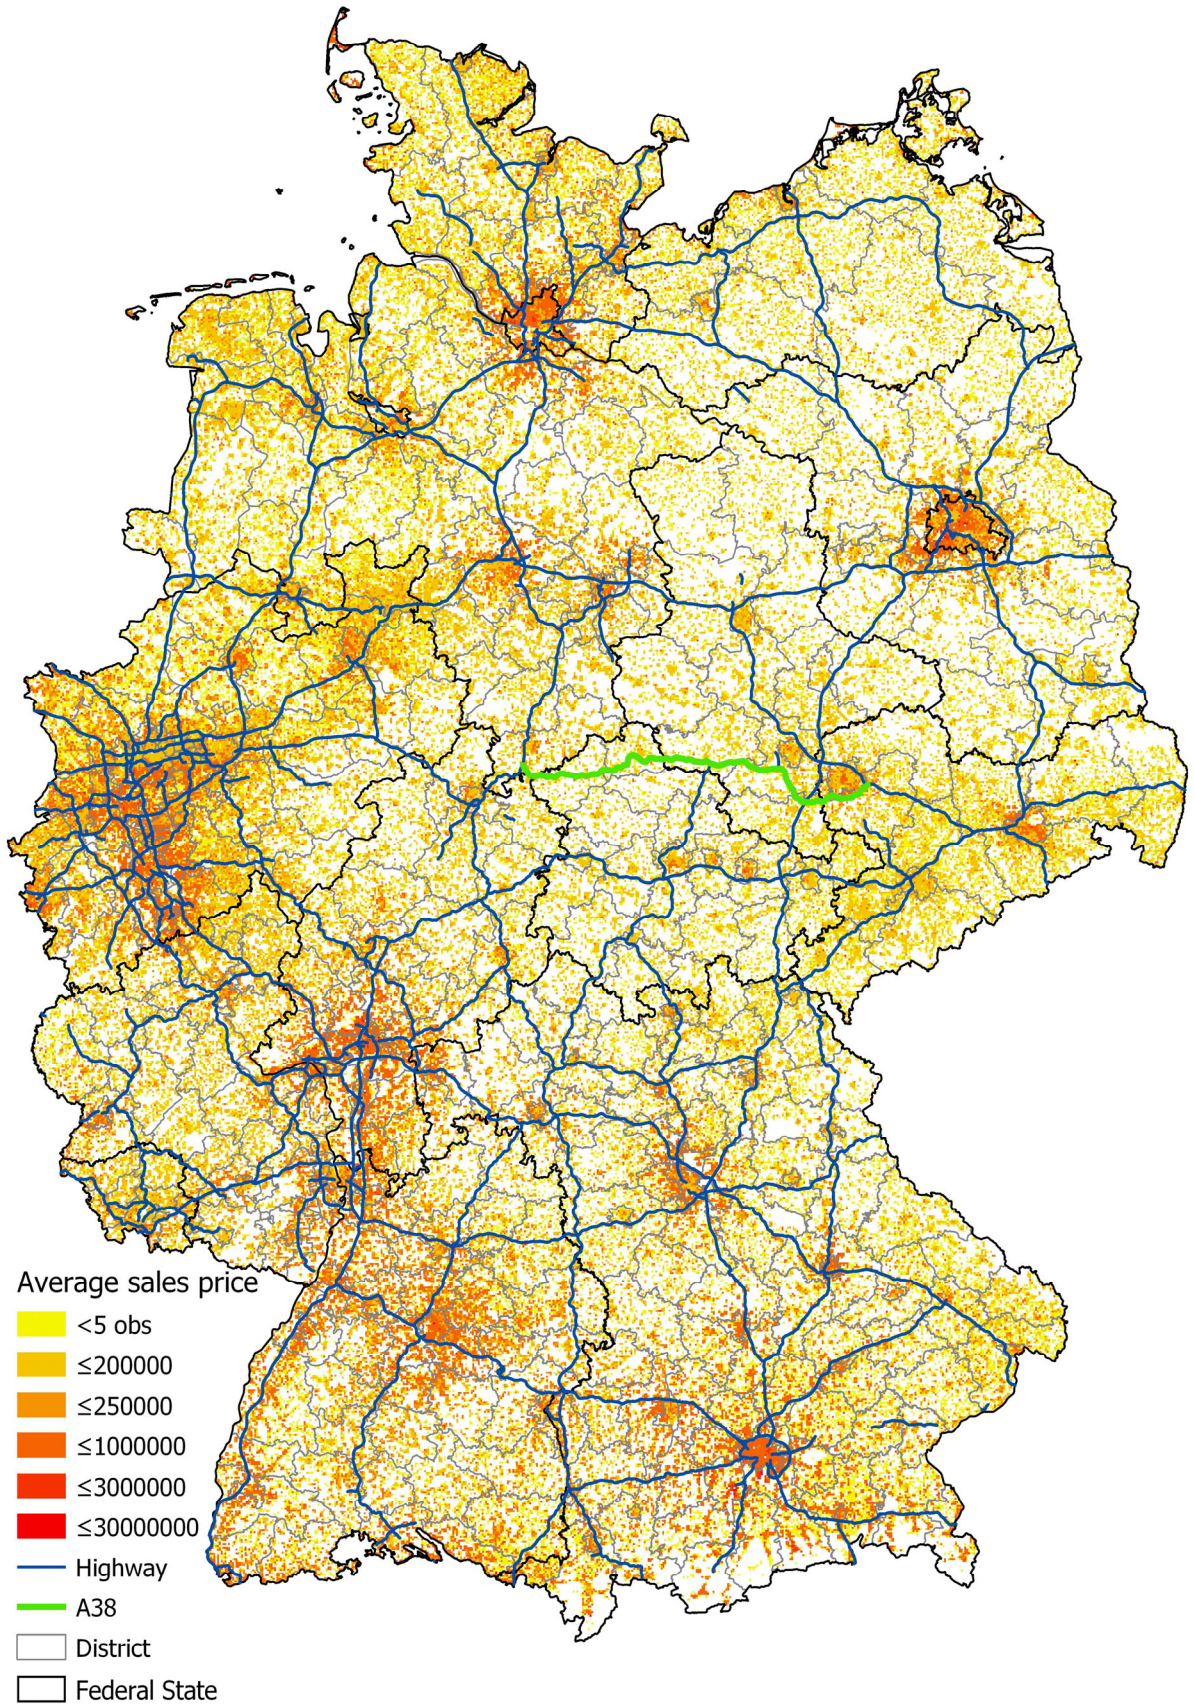 Average sales price
<5 obs
≤200000
≤250000
≤1000000
≤3000000
≤30000000
Highway
A38
District
Federal State